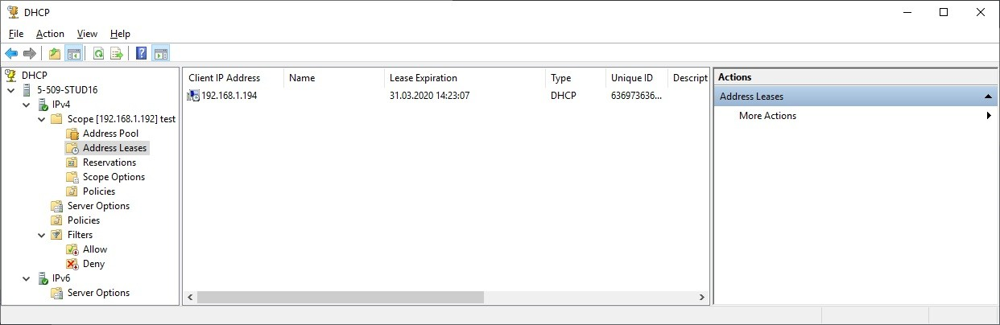 DHCP
File Action View Help
DHCP
5-509-STUD16
IPv4
Scope [192.168.1.192] test
Address Pool
Address Leases
Reservations
Scope Options
Policies
Server Options
Policies
Filters
Allow
Deny
IPv6
Server Options
Client IP Address Name Lease Expiration Type Unique ID Descript
192.168.1.194 31.03.2020 14:23:07 DHCP 636973636...
Actions
Address Leases
More Actions